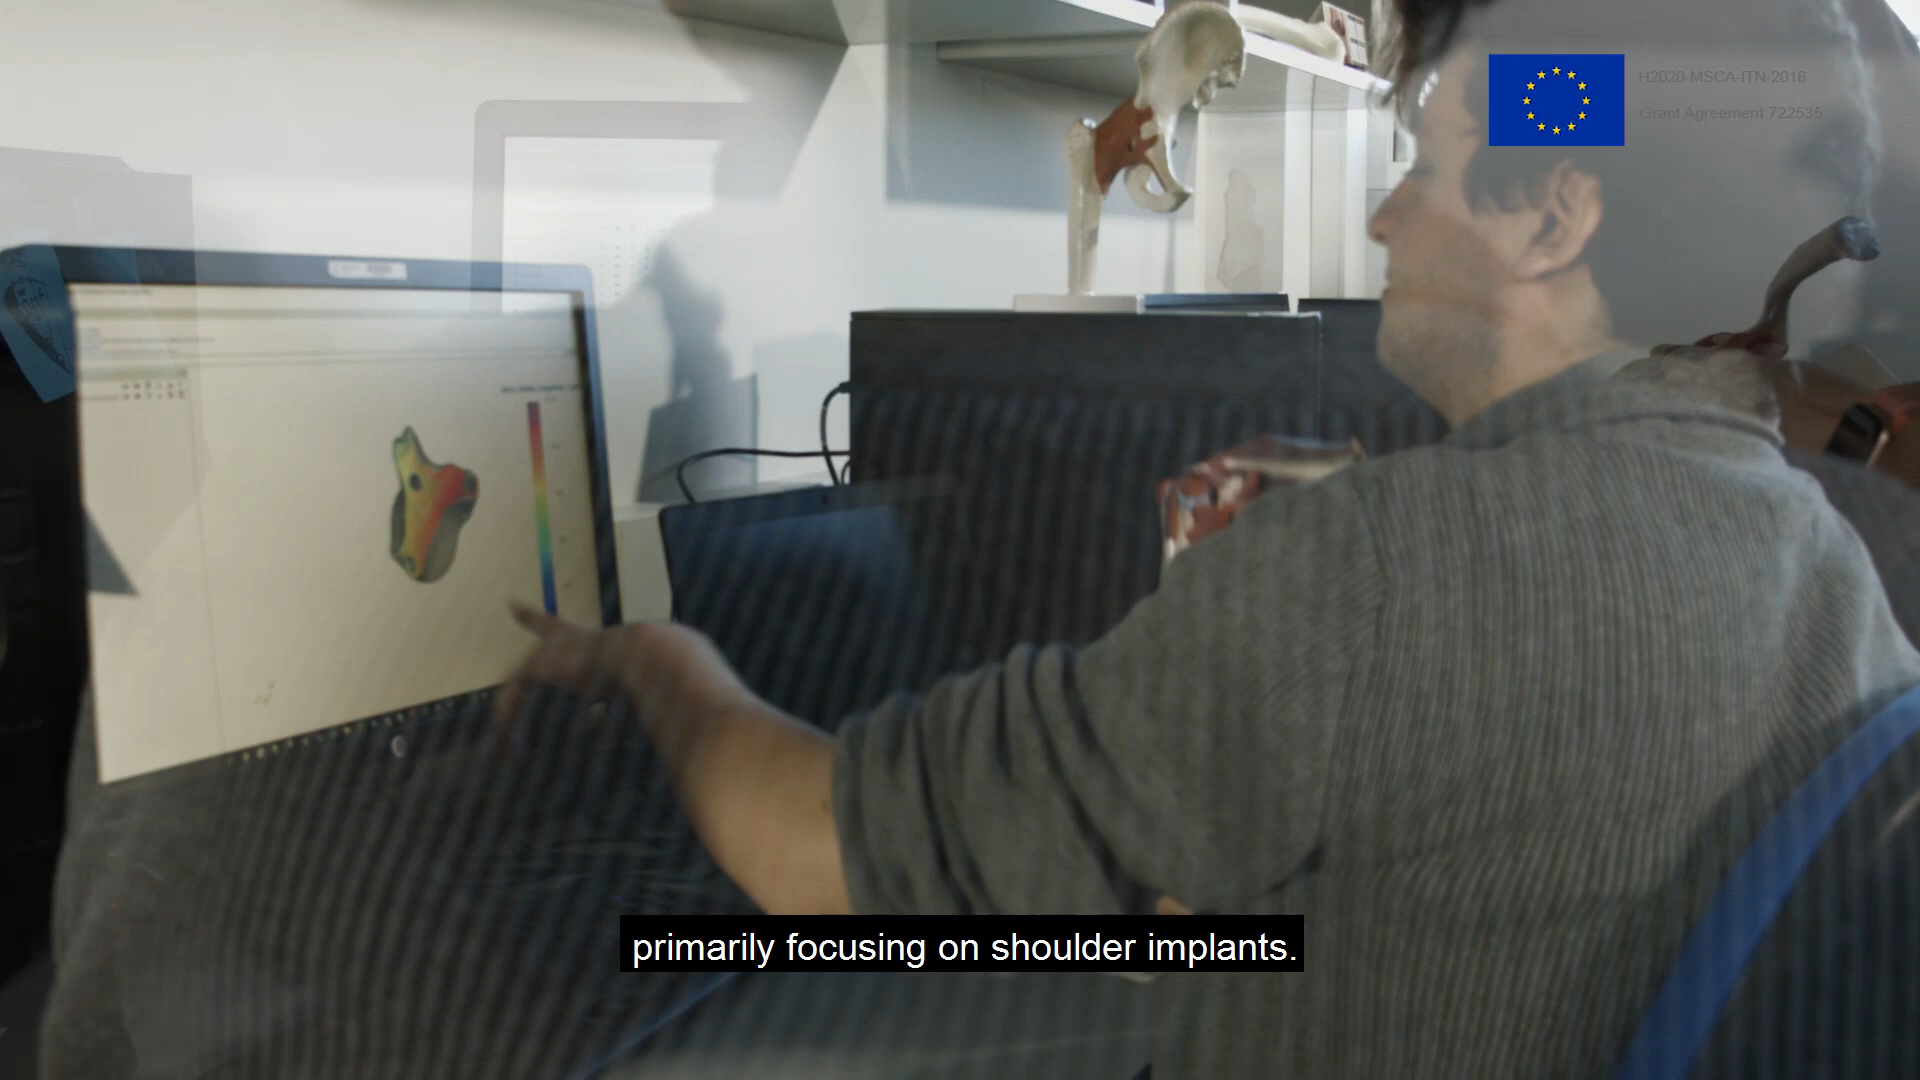 H2020-MSCA-ITN-2016
Grant Agreement 722535
primarily focusing on shoulder implants.